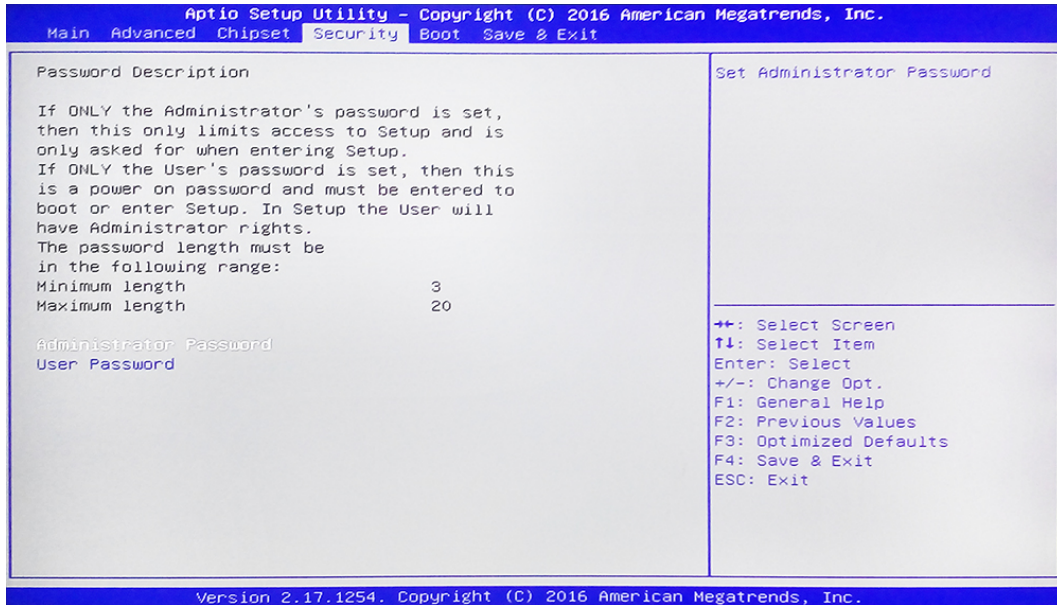 Aptio Setup Utility – Copyright (C) 2016 American Megatrends, Inc.
Main Advanced Chipset Security Boot Save & Exit
Password Description
If ONLY the Administrator's password is set,
then this only limits access to Setup and is
only asked for when entering Setup.
If ONLY the User's password is set, then this
is a power on password and must be entered to
boot or enter Setup. In Setup the User will
have Administrator rights.
The password length must be
in the following range:
Minimum length 3
Maximum length 20
Administrator Password
User Password
Set Administrator Password
→←: Select Screen
↑↓: Select Item
Enter: Select
+/-: Change Opt.
F1: General Help
F2: Previous Values
F3: Optimized Defaults
F4: Save & Exit
ESC: Exit
Version 2.17.1254. Copyright (C) 2016 American Megatrends, Inc.